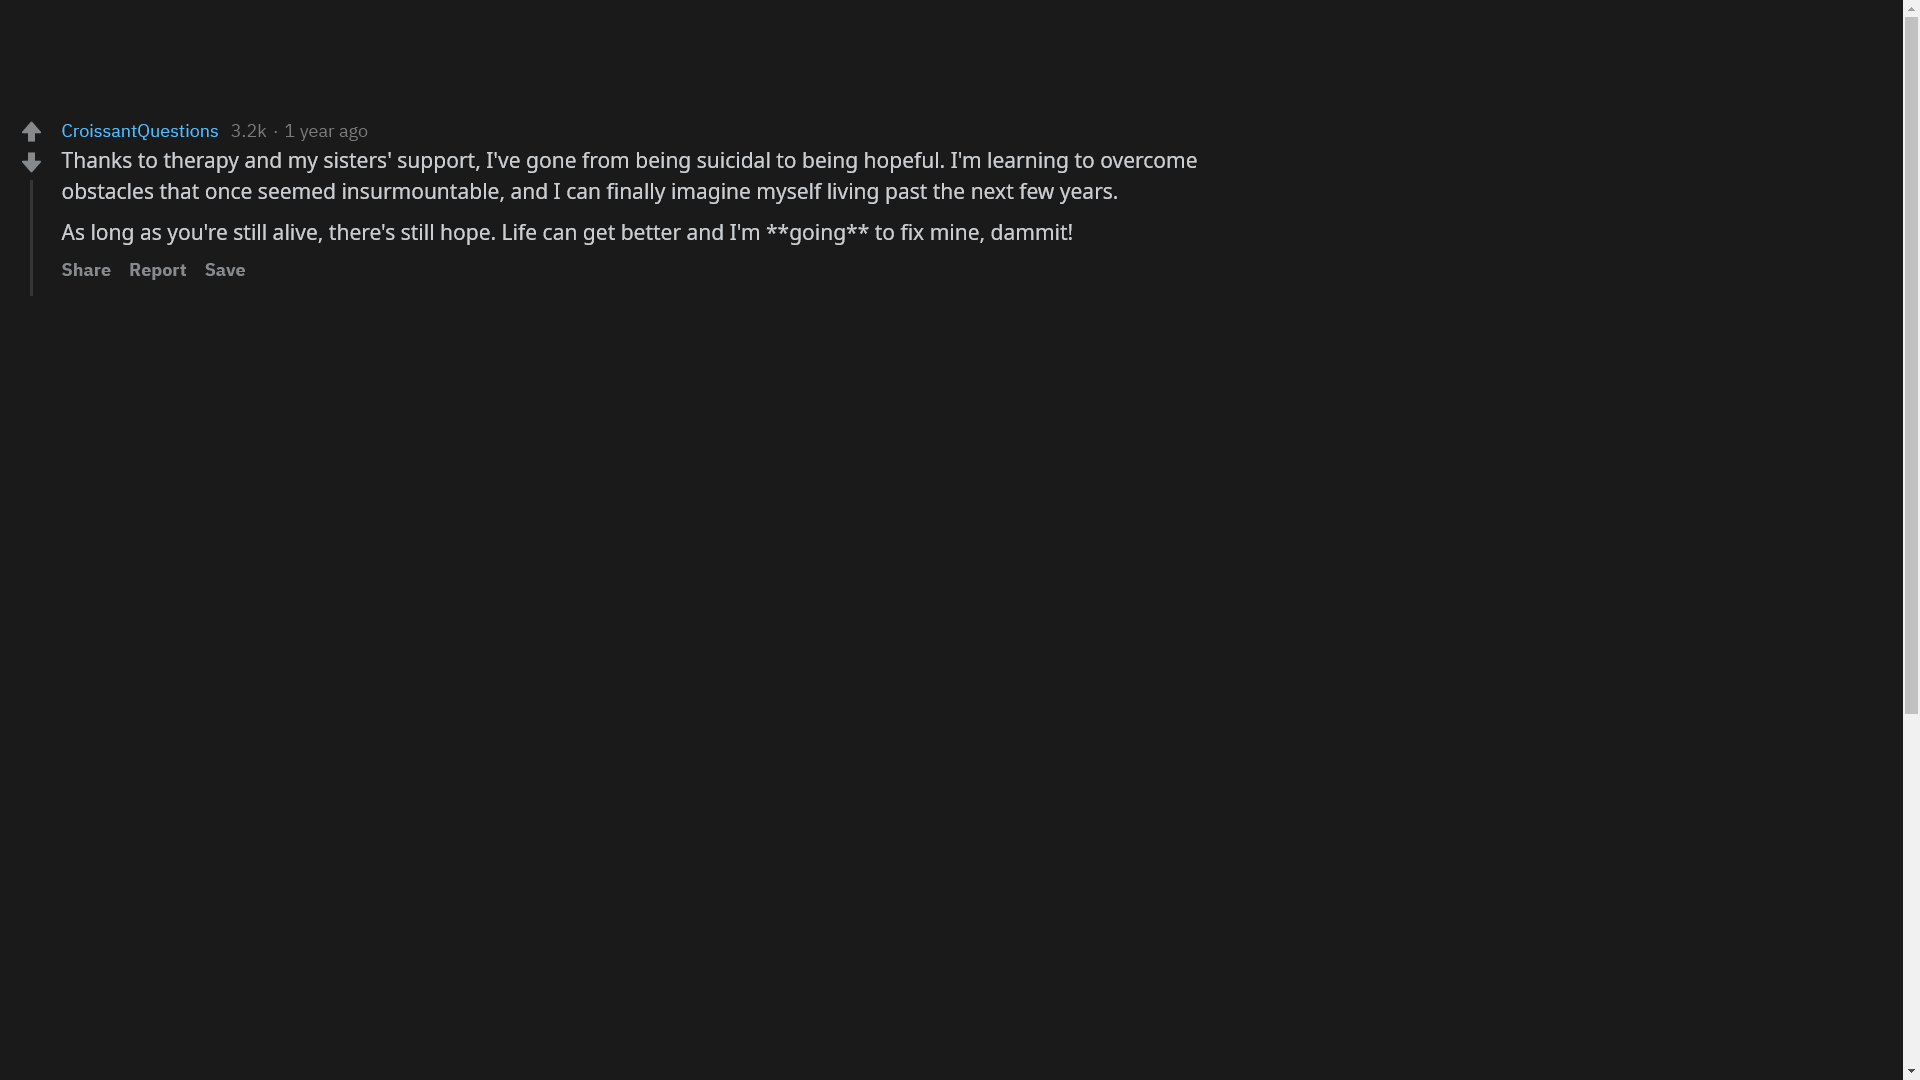 CroissantQuestions 3.2k · 1 year ago
Thanks to therapy and my sisters' support, I've gone from being suicidal to being hopeful. I'm learning to overcome
obstacles that once seemed insurmountable, and I can finally imagine myself living past the next few years.
As long as you're still alive, there's still hope. Life can get better and I'm **going** to fix mine, dammit!
Share Report Save